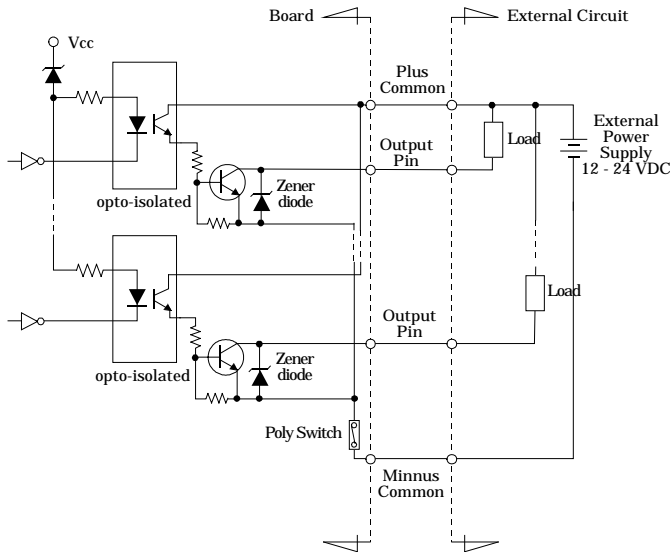 Board
External Circuit
Vcc
Plus
Common
External
Power
Supply
12 - 24 VDC
Load
Output
Pin
opto-isolated
Zener
diode
Load
Output
Pin
opto-isolated
Zener
diode
Poly Switch
Minnus
Common